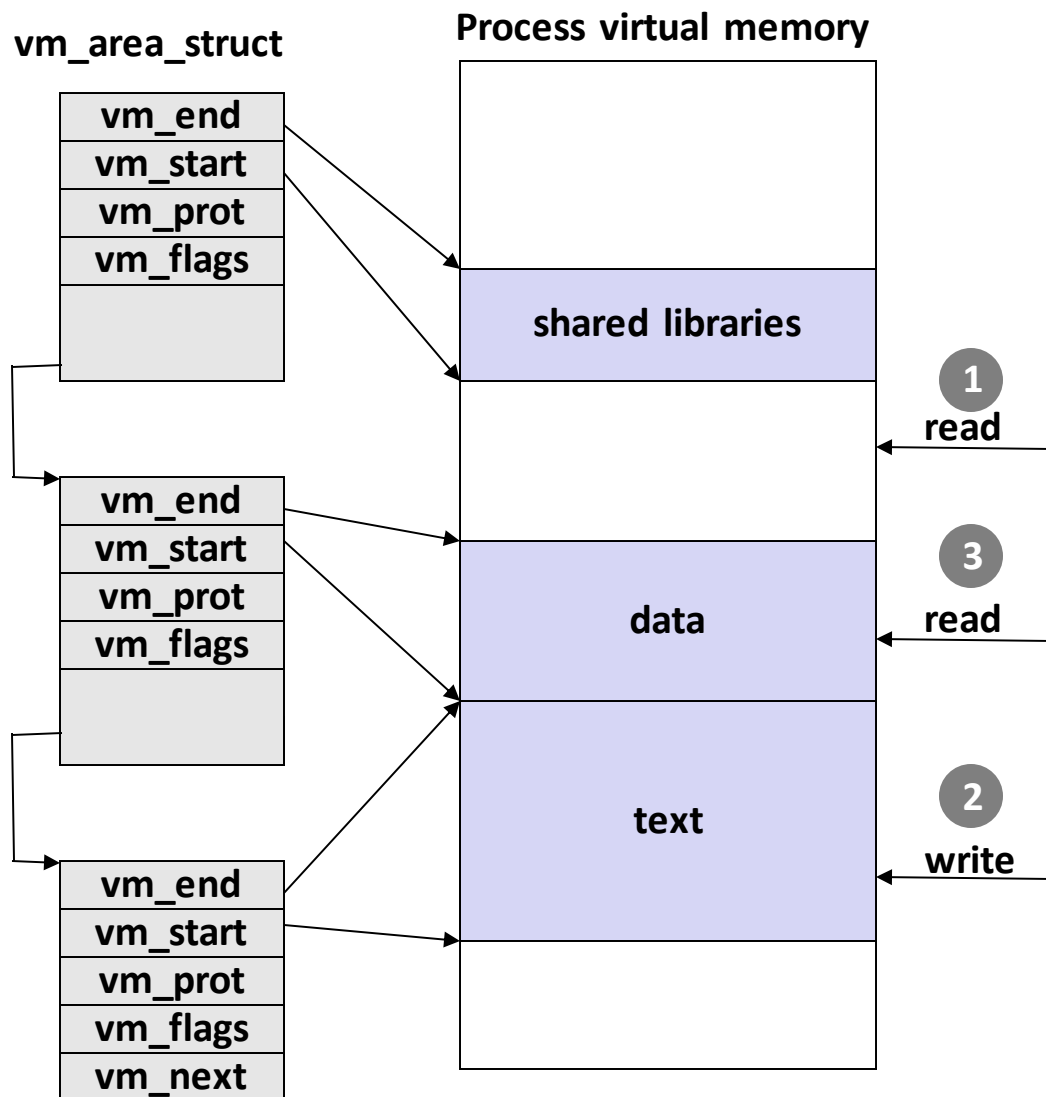 Process virtual memory
vm_area_struct
vm_end
vm_start
vm_prot
vm_flags
shared libraries
1
read
vm_end
vm_start
vm_prot
vm_flags
data
3
read
text
2
write
vm_end
vm_start
vm_prot
vm_flags
vm_next